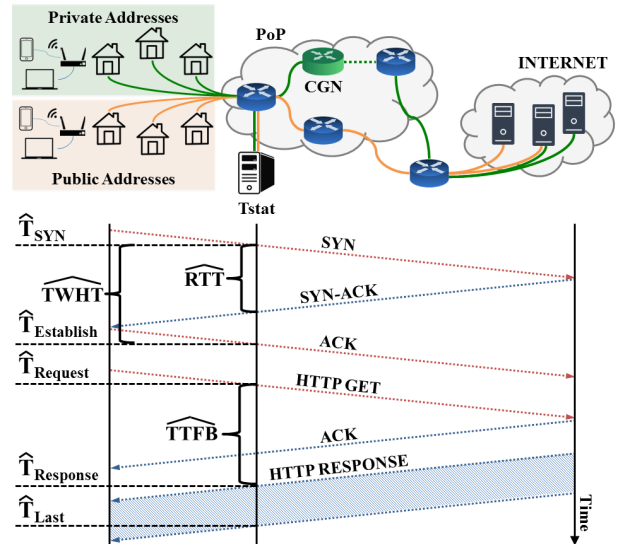 Private Addresses
PoP
CGN
INTERNET
Public Addresses
Tstat
T̂SYN
SYN
T͡WHT
R͡TT
SYN-ACK
T̂Establish
ACK
T̂Request
HTTP GET
T͡TFB
ACK
T̂Response
HTTP RESPONSE
T̂Last
Time